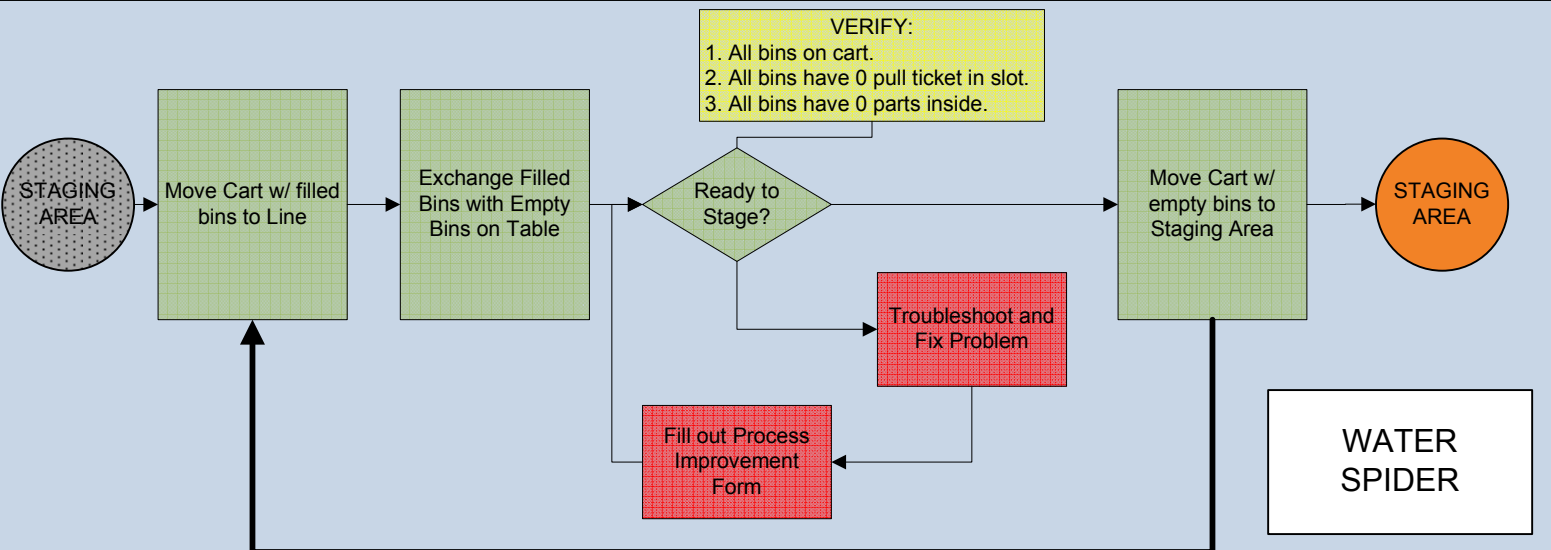 VERIFY:
1. All bins on cart.
2. All bins have 0 pull ticket in slot.
3. All bins have 0 parts inside.
STAGING
AREA
Move Cart w/ filled
bins to Line
Exchange Filled
Bins with Empty
Bins on Table
Ready to
Stage?
Move Cart w/
empty bins to
Staging Area
STAGING
AREA
Troubleshoot and
Fix Problem
Fill out Process
Improvement
Form
WATER
SPIDER